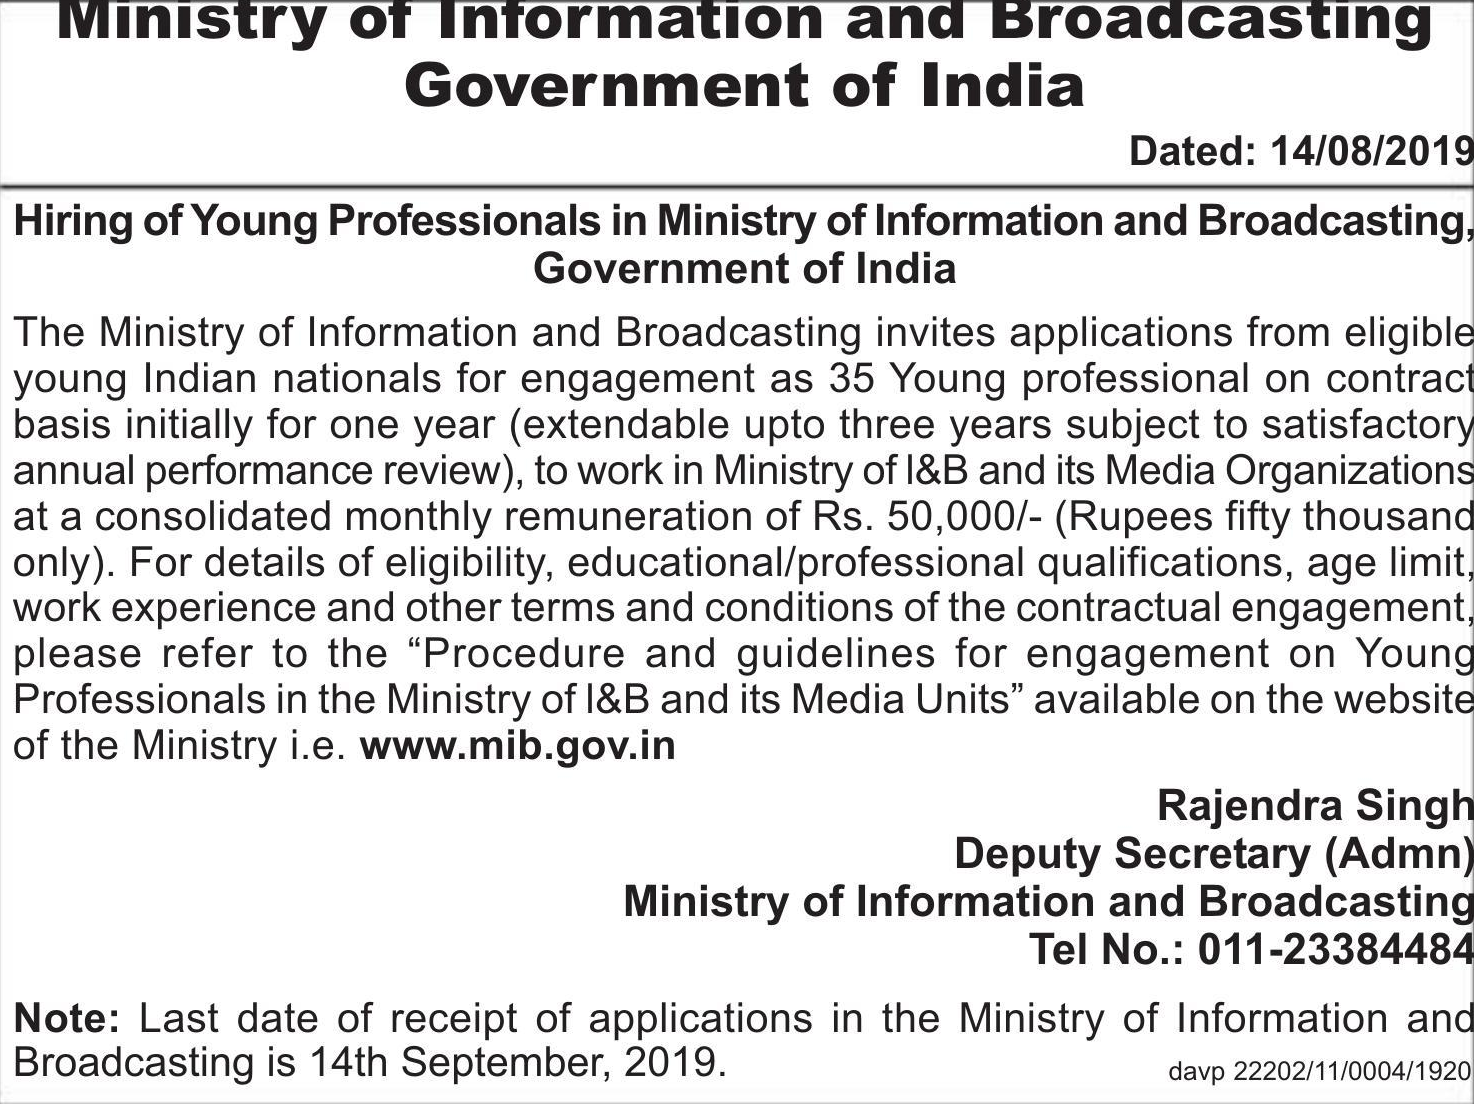 Ministry of Information and Broadcasting
Government of India
Dated: 14/08/2019
Hiring of Young Professionals in Ministry of Information and Broadcasting,
Government of India
The Ministry of Information and Broadcasting invites applications from eligible
young Indian nationals for engagement as 35 Young professional on contract
basis initially for one year (extendable upto three years subject to satisfactory
annual performance review), to work in Ministry of I&B and its Media Organizations
at a consolidated monthly remuneration of Rs. 50,000/- (Rupees fifty thousand
only). For details of eligibility, educational/professional qualifications, age limit,
work experience and other terms and conditions of the contractual engagement,
please refer to the “Procedure and guidelines for engagement on Young
Professionals in the Ministry of I&B and its Media Units” available on the website
of the Ministry i.e. www.mib.gov.in
Rajendra Singh
Deputy Secretary (Admn)
Ministry of Information and Broadcasting
Tel No.: 011-23384484
Note: Last date of receipt of applications in the Ministry of Information and
Broadcasting is 14th September, 2019.
davp 22202/11/0004/1920